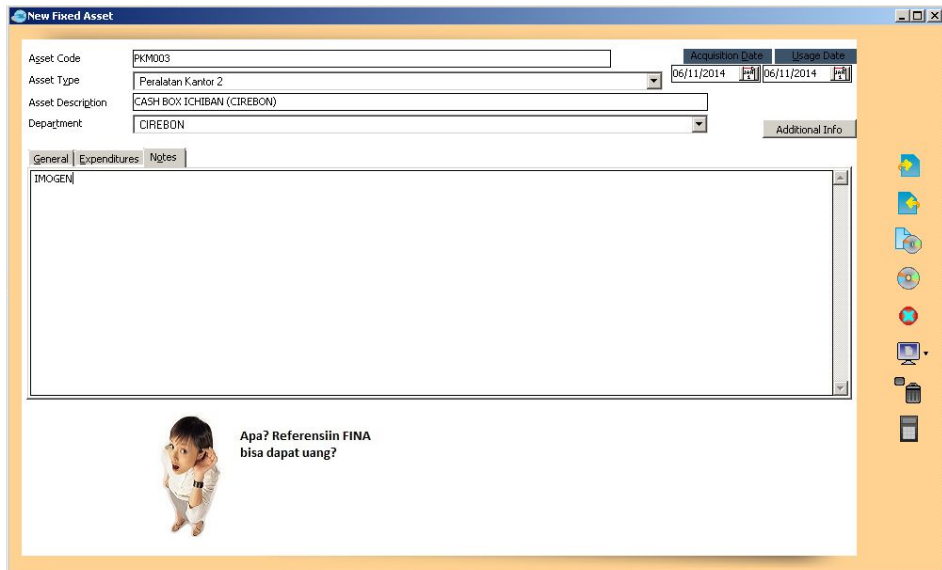 New Fixed Asset
Asset Code
PKM003
Acquisition Date
Usage Date
Asset Type
Peralatan Kantor 2
06/11/2014
06/11/2014
Asset Description
CASH BOX ICHIBAN (CIREBON)
Department
CIREBON
Additional Info
General
Expenditures
Notes
IMOGEN
Apa? Referensiin FINA
bisa dapat uang?